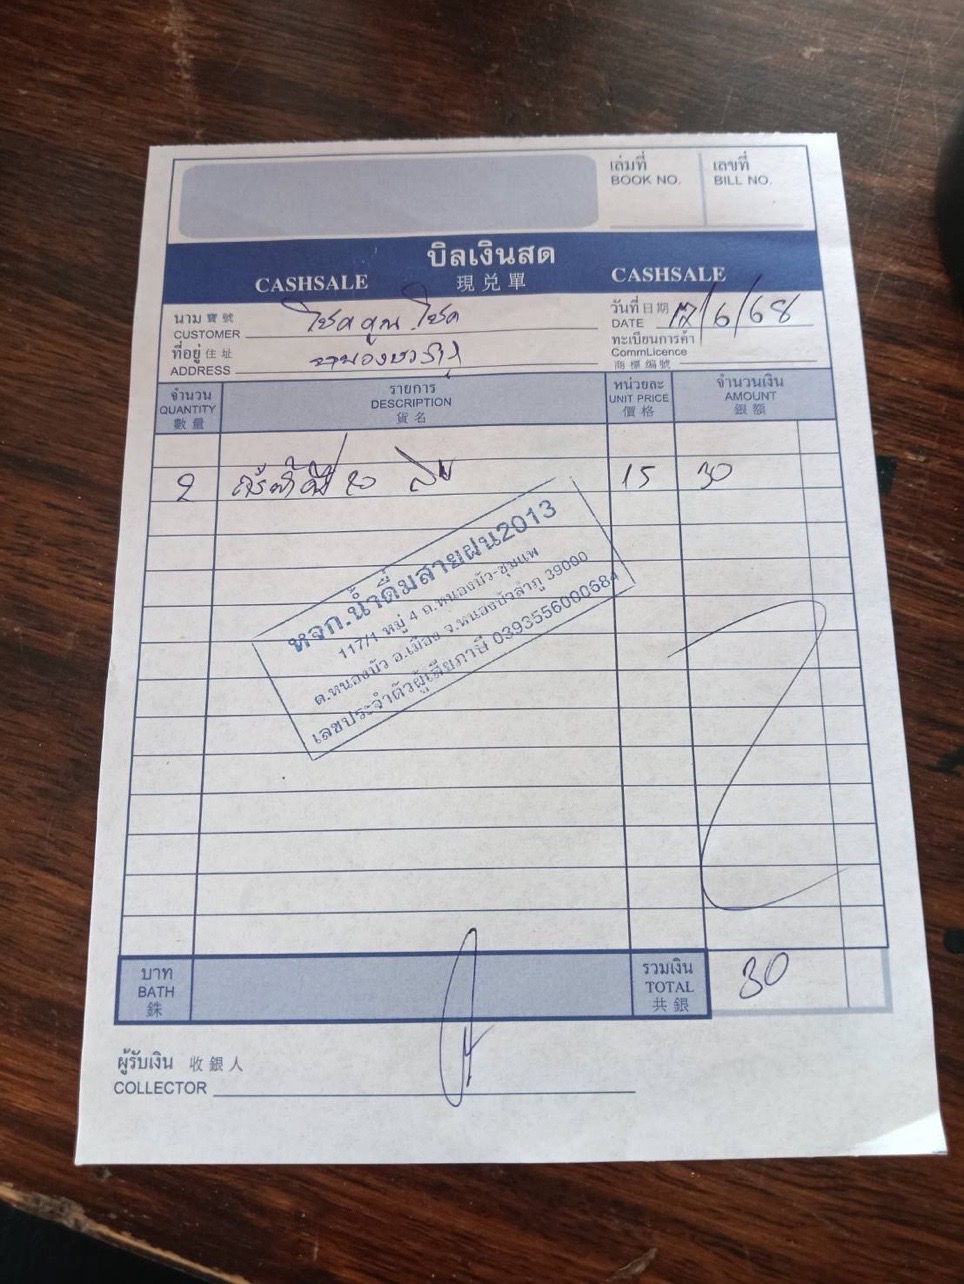 เล่มที่ เลขที่
BOOK NO. BILL NO.
บิลเงินสด
CASHSALE 現兑單 CASHSALE
นาม 寶號 โชคคูณโชค วันที่ 日期
CUSTOMER DATE 17/6/68
ที่อยู่ 住址 ทะเบียนการค้า
ADDRESS CommLicence
商標編號
จำนวน รายการ หน่วยละ จำนวนเงิน
QUANTITY DESCRIPTION UNIT PRICE AMOUNT
數量 貨名 價格 銀額
2 20 15 30
หจก.น้ำดื่มสายฝน2013
117/1 หมู่ 4 ถ.หนองบัว-ชุมแพ
ต.หนองบัว อ.เมือง จ.หนองบัวลำภู 39000
เลขประจำตัวผู้เสียภาษี 0393556000684
บาท รวมเงิน
BATH TOTAL 30
銖 共銀
ผู้รับเงิน 收銀人
COLLECTOR